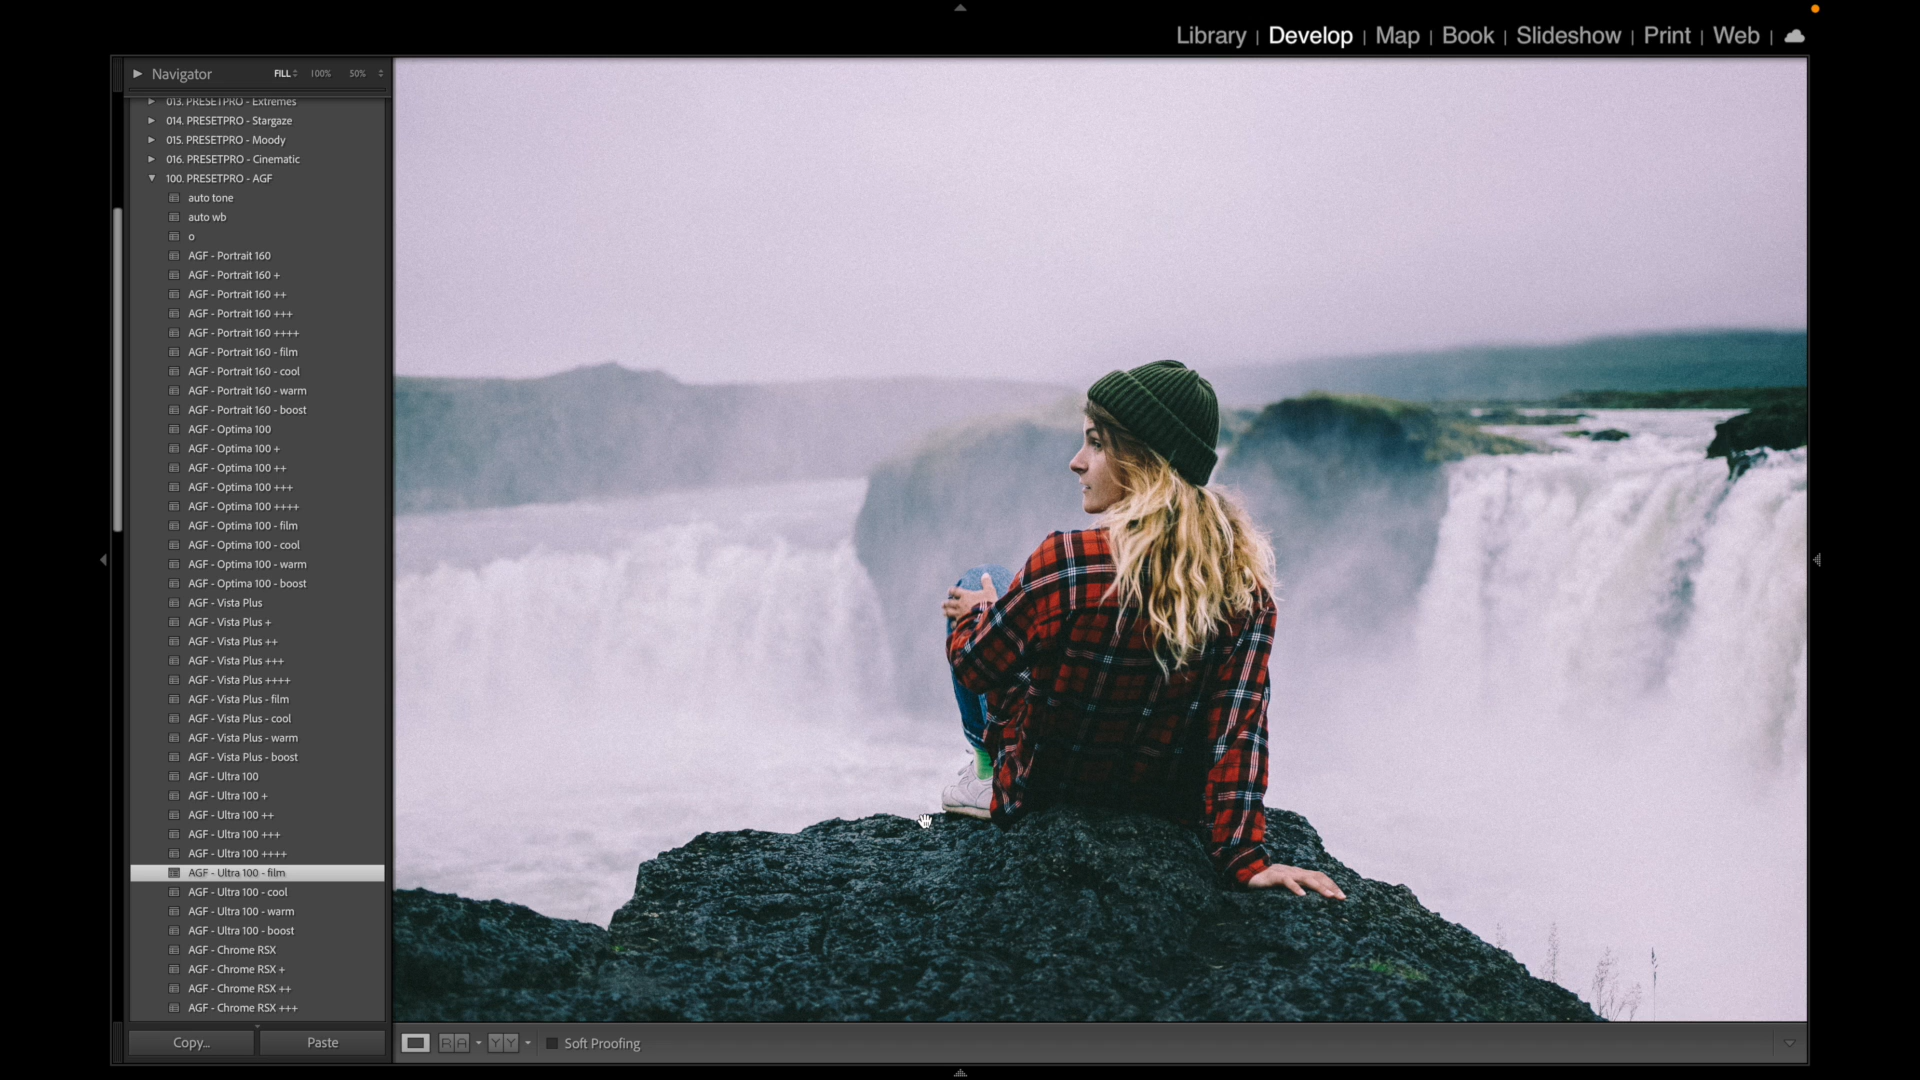 Library | Develop | Map | Book | Slideshow | Print | Web |
Navigator FILL 100% 50%
013. PRESETPRO - Extremes
014. PRESETPRO - Stargaze
015. PRESETPRO - Moody
016. PRESETPRO - Cinematic
100. PRESETPRO - AGF
auto tone
auto wb
o
AGF - Portrait 160
AGF - Portrait 160 +
AGF - Portrait 160 ++
AGF - Portrait 160 +++
AGF - Portrait 160 ++++
AGF - Portrait 160 - film
AGF - Portrait 160 - cool
AGF - Portrait 160 - warm
AGF - Portrait 160 - boost
AGF - Optima 100
AGF - Optima 100 +
AGF - Optima 100 ++
AGF - Optima 100 +++
AGF - Optima 100 ++++
AGF - Optima 100 - film
AGF - Optima 100 - cool
AGF - Optima 100 - warm
AGF - Optima 100 - boost
AGF - Vista Plus
AGF - Vista Plus +
AGF - Vista Plus ++
AGF - Vista Plus +++
AGF - Vista Plus ++++
AGF - Vista Plus - film
AGF - Vista Plus - cool
AGF - Vista Plus - warm
AGF - Vista Plus - boost
AGF - Ultra 100
AGF - Ultra 100 +
AGF - Ultra 100 ++
AGF - Ultra 100 +++
AGF - Ultra 100 ++++
AGF - Ultra 100 - film
AGF - Ultra 100 - cool
AGF - Ultra 100 - warm
AGF - Ultra 100 - boost
AGF - Chrome RSX
AGF - Chrome RSX +
AGF - Chrome RSX ++
AGF - Chrome RSX +++
Copy... Paste RA YY Soft Proofing